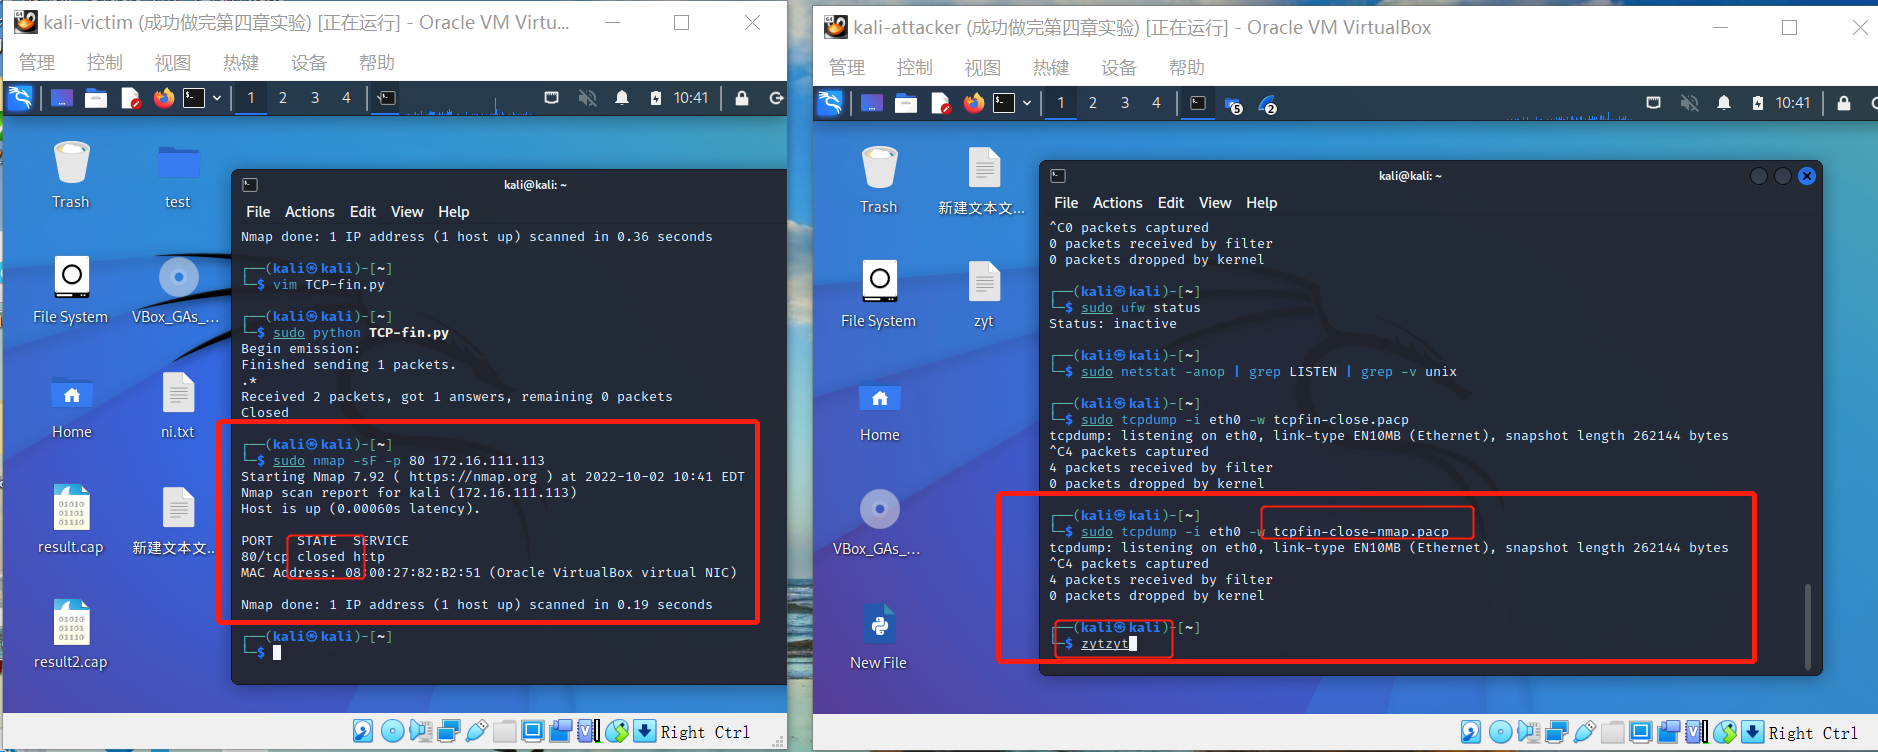 kali-victim (成功做完第四章实验) [正在运行] - Oracle VM Virtu...
管理 控制 视图 热键 设备 帮助
1 2 3 4 10:41
Trash
test
File System
VBox_GAs_...
Home
ni.txt
result.cap
新建文本文...
result2.cap
kali@kali: ~
File Actions Edit View Help
Nmap done: 1 IP address (1 host up) scanned in 0.36 seconds
┌──(kali㉿kali)-[~]
└─$ vim TCP-fin.py
┌──(kali㉿kali)-[~]
└─$ sudo python TCP-fin.py
Begin emission:
Finished sending 1 packets.
.*
Received 2 packets, got 1 answers, remaining 0 packets
Closed
┌──(kali㉿kali)-[~]
└─$ sudo nmap -sF -p 80 172.16.111.113
Starting Nmap 7.92 ( https://nmap.org ) at 2022-10-02 10:41 EDT
Nmap scan report for kali (172.16.111.113)
Host is up (0.00060s latency).
PORT STATE SERVICE
80/tcp closed http
MAC Address: 08:00:27:82:B2:51 (Oracle VirtualBox virtual NIC)
Nmap done: 1 IP address (1 host up) scanned in 0.19 seconds
┌──(kali㉿kali)-[~]
└─$
Right Ctrl
kali-attacker (成功做完第四章实验) [正在运行] - Oracle VM VirtualBox
管理 控制 视图 热键 设备 帮助
1 2 3 4 5 2 10:41
Trash
新建文本文...
File System
zyt
Home
VBox_GAs_...
New File
kali@kali: ~
File Actions Edit View Help
^C0 packets captured
0 packets received by filter
0 packets dropped by kernel
┌──(kali㉿kali)-[~]
└─$ sudo ufw status
Status: inactive
┌──(kali㉿kali)-[~]
└─$ sudo netstat -anop | grep LISTEN | grep -v unix
┌──(kali㉿kali)-[~]
└─$ sudo tcpdump -i eth0 -w tcpfin-close.pacp
tcpdump: listening on eth0, link-type EN10MB (Ethernet), snapshot length 262144 bytes
^C4 packets captured
4 packets received by filter
0 packets dropped by kernel
┌──(kali㉿kali)-[~]
└─$ sudo tcpdump -i eth0 -w tcpfin-close-nmap.pacp
tcpdump: listening on eth0, link-type EN10MB (Ethernet), snapshot length 262144 bytes
^C4 packets captured
4 packets received by filter
0 packets dropped by kernel
┌──(kali㉿kali)-[~]
└─$ zytzyt
Right Ctrl